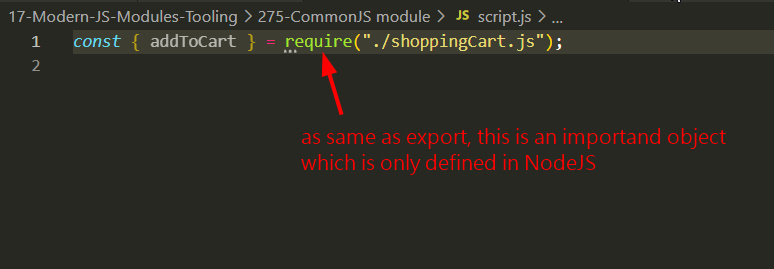 17-Modern-JS-Modules-Tooling > 275-CommonJS module > JS script.js > ...
1 const { addToCart } = require("./shoppingCart.js");
2
as same as export, this is an importand object
which is only defined in NodeJS